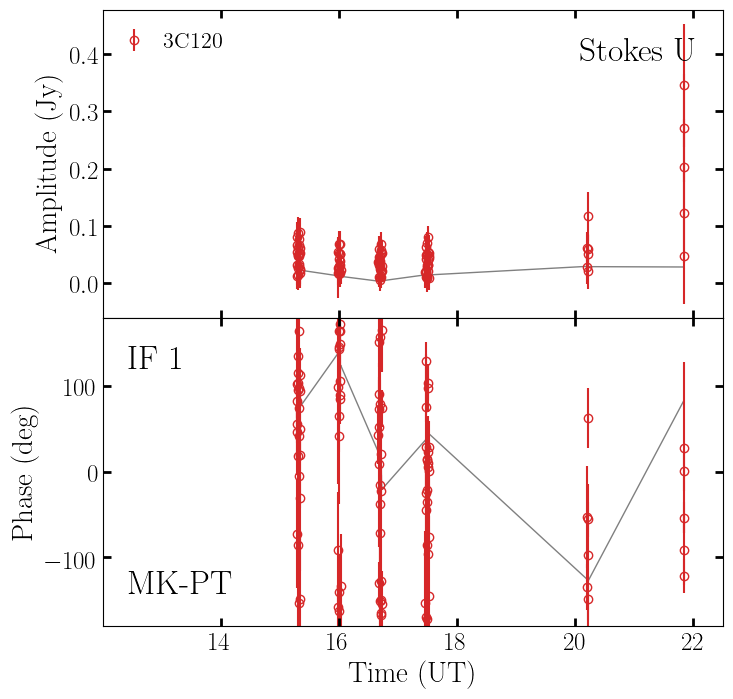 3C120
Stokes U
Amplitude (Jy)
0.4
0.3
0.2
0.1
0.0
IF 1
Phase (deg)
100
0
−100
MK-PT
14 16 18 20 22
Time (UT)